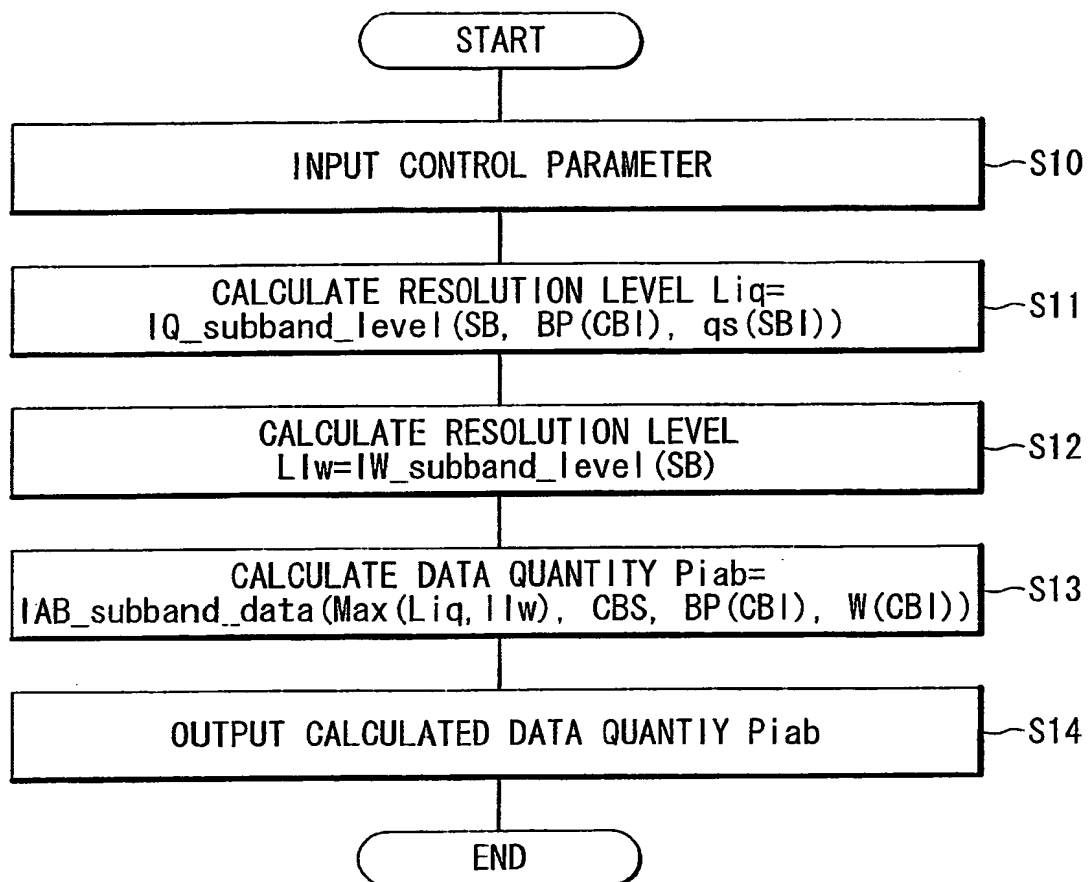 START
INPUT CONTROL PARAMETER
S10
CALCULATE RESOLUTION LEVEL Liq=
IQ_subband_level(SB, BP(CBI), qs(SBI))
S11
CALCULATE RESOLUTION LEVEL
LIw=IW_subband_level(SB)
S12
CALCULATE DATA QUANTITY Piab=
IAB_subband_data(Max(Liq,lIw), CBS, BP(CBI), W(CBI))
S13
OUTPUT CALCULATED DATA QUANTIY Piab
S14
END